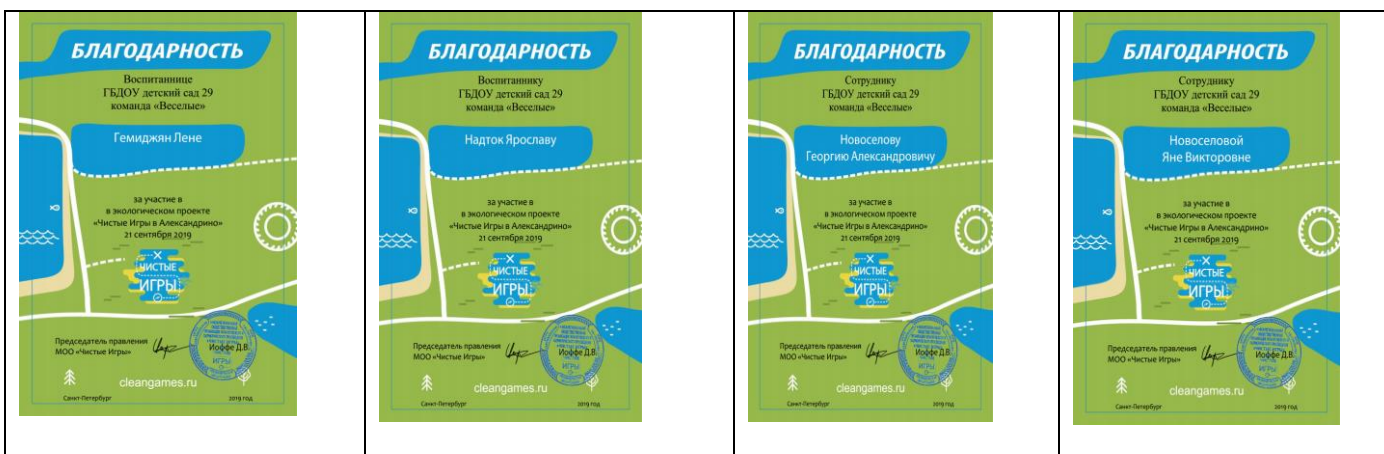 БЛАГОДАРНОСТЬ
Воспитаннице
ГБДОУ детский сад 29
команда «Веселые»
Гемиджян Лене
за участие в
в экологическом проекте
«Чистые Игры в Александрино»
21 сентября 2019
ЧИСТЫЕ
ИГРЫ
Председатель правления
МОО «Чистые Игры»
Иоффе Д.В.
cleangames.ru
Санкт-Петербург
2019 год
БЛАГОДАРНОСТЬ
Воспитаннику
ГБДОУ детский сад 29
команда «Веселые»
Надток Ярославу
за участие в
в экологическом проекте
«Чистые Игры в Александрино»
21 сентября 2019
ЧИСТЫЕ
ИГРЫ
Председатель правления
МОО «Чистые Игры»
Иоффе Д.В.
cleangames.ru
Санкт-Петербург
2019 год
БЛАГОДАРНОСТЬ
Сотруднику
ГБДОУ детский сад 29
команда «Веселые»
Новоселову
Георгию Александровичу
за участие в
в экологическом проекте
«Чистые Игры в Александрино»
21 сентября 2019
ЧИСТЫЕ
ИГРЫ
Председатель правления
МОО «Чистые Игры»
Иоффе Д.В.
cleangames.ru
Санкт-Петербург
2019 год
БЛАГОДАРНОСТЬ
Сотруднику
ГБДОУ детский сад 29
команда «Веселые»
Новоселовой
Яне Викторовне
за участие в
в экологическом проекте
«Чистые Игры в Александрино»
21 сентября 2019
ЧИСТЫЕ
ИГРЫ
Председатель правления
МОО «Чистые Игры»
Иоффе Д.В.
cleangames.ru
Санкт-Петербург
2019 год